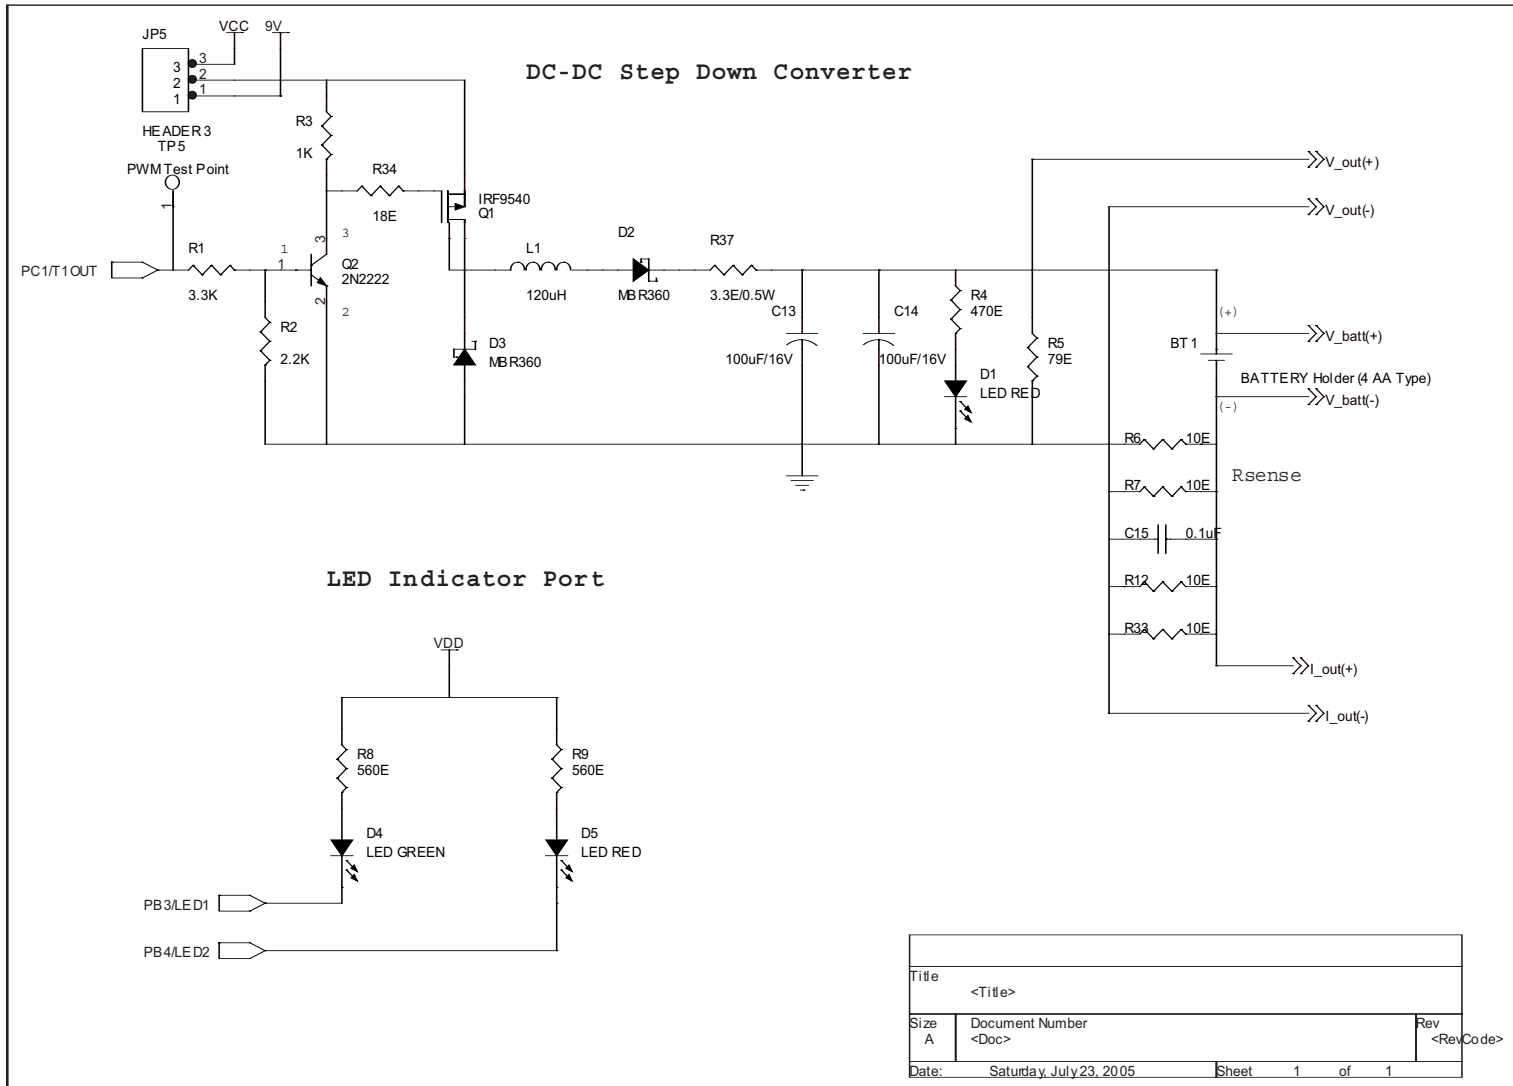 VCC 9V
JP5
3 3
2 2
1 1
HEADER 3
TP5
PWM Test Point
1
DC-DC Step Down Converter
R3
1K
R34
18E
IRF9540
Q1
V_out(+)
V_out(-)
PC1/T1OUT
R1
3.3K
R2
2.2K
1
1
3
3
Q2
2N2222
2
2
L1
120uH
D2
MBR360
R37
3.3E/0.5W
D3
MBR360
C13
100uF/16V
C14
100uF/16V
R4
470E
D1
LED RED
R5
79E
(+)
V_batt(+)
BT1
BATTERY Holder (4 AA Type)
(-)
V_batt(-)
R6 10E
Rsense
R7 10E
C15 0.1uF
R12 10E
R33 10E
I_out(+)
I_out(-)
LED Indicator Port
VDD
R8
560E
R9
560E
D4
LED GREEN
D5
LED RED
PB3/LED1
PB4/LED2
Title
<Title>
Size Document Number Rev
A <Doc> <RevCode>
Date: Saturday, July 23, 2005 Sheet 1 of 1